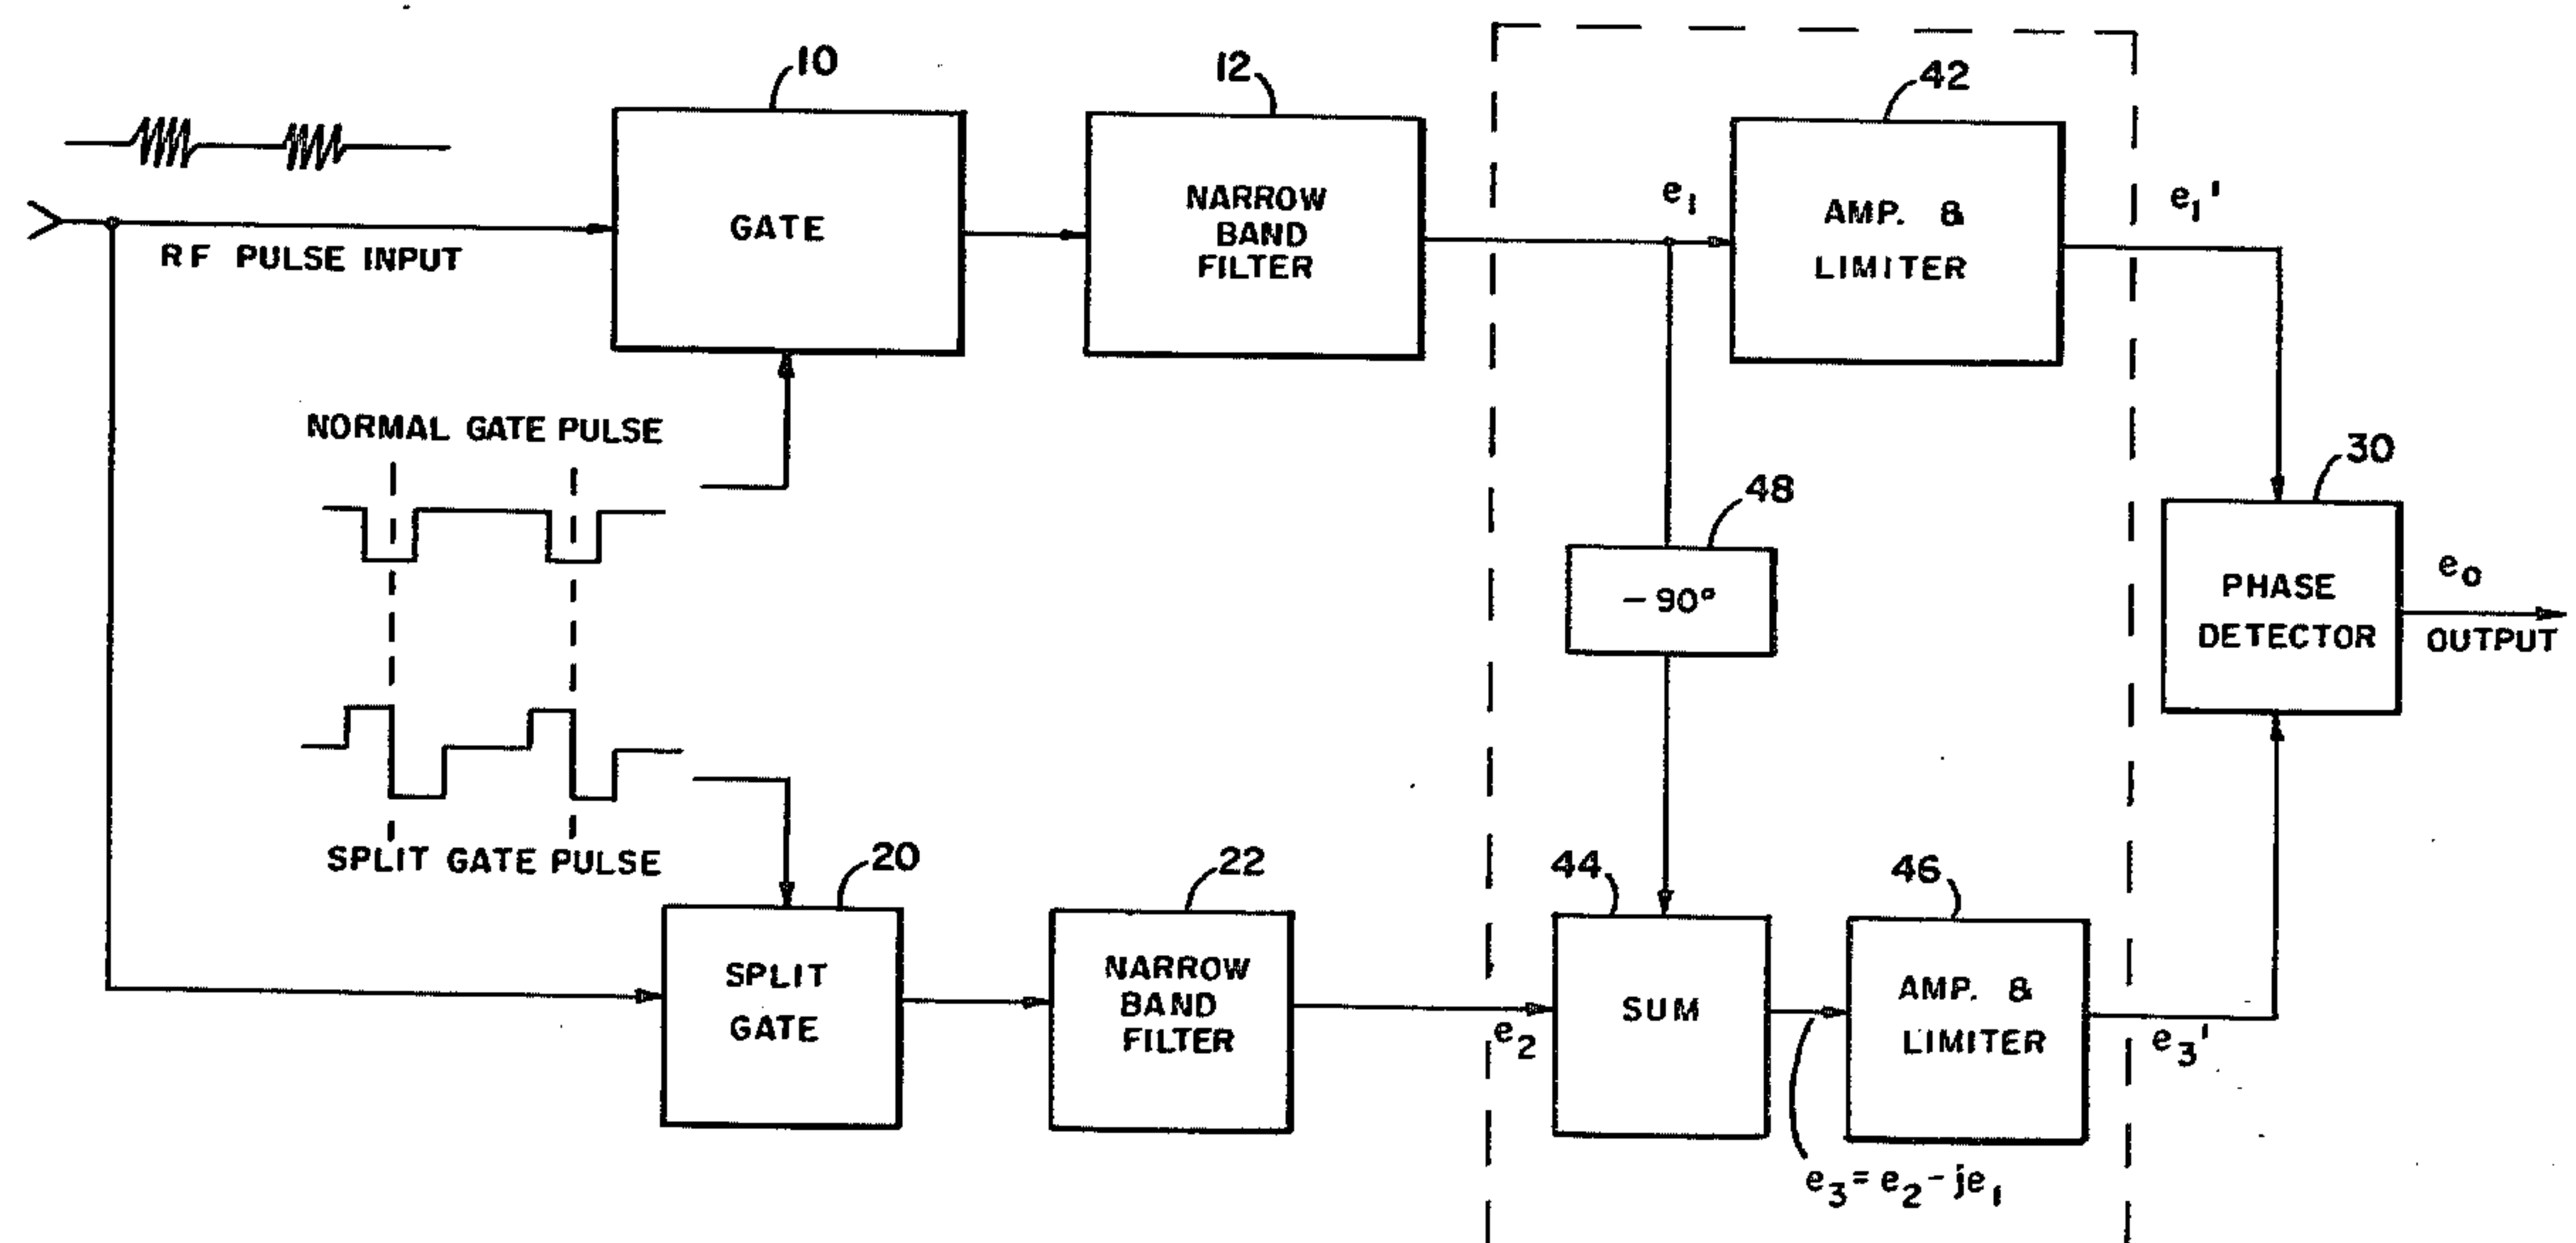 10
12
42
RF PULSE INPUT
GATE
NARROW
BAND
FILTER
e₁
AMP. &
LIMITER
e₁'
NORMAL GATE PULSE
48
-90°
30
PHASE
DETECTOR
e₀
OUTPUT
SPLIT GATE PULSE
20
22
44
46
SPLIT
GATE
NARROW
BAND
FILTER
e₂
SUM
AMP. &
LIMITER
e₃'
e₃=e₂-je₁